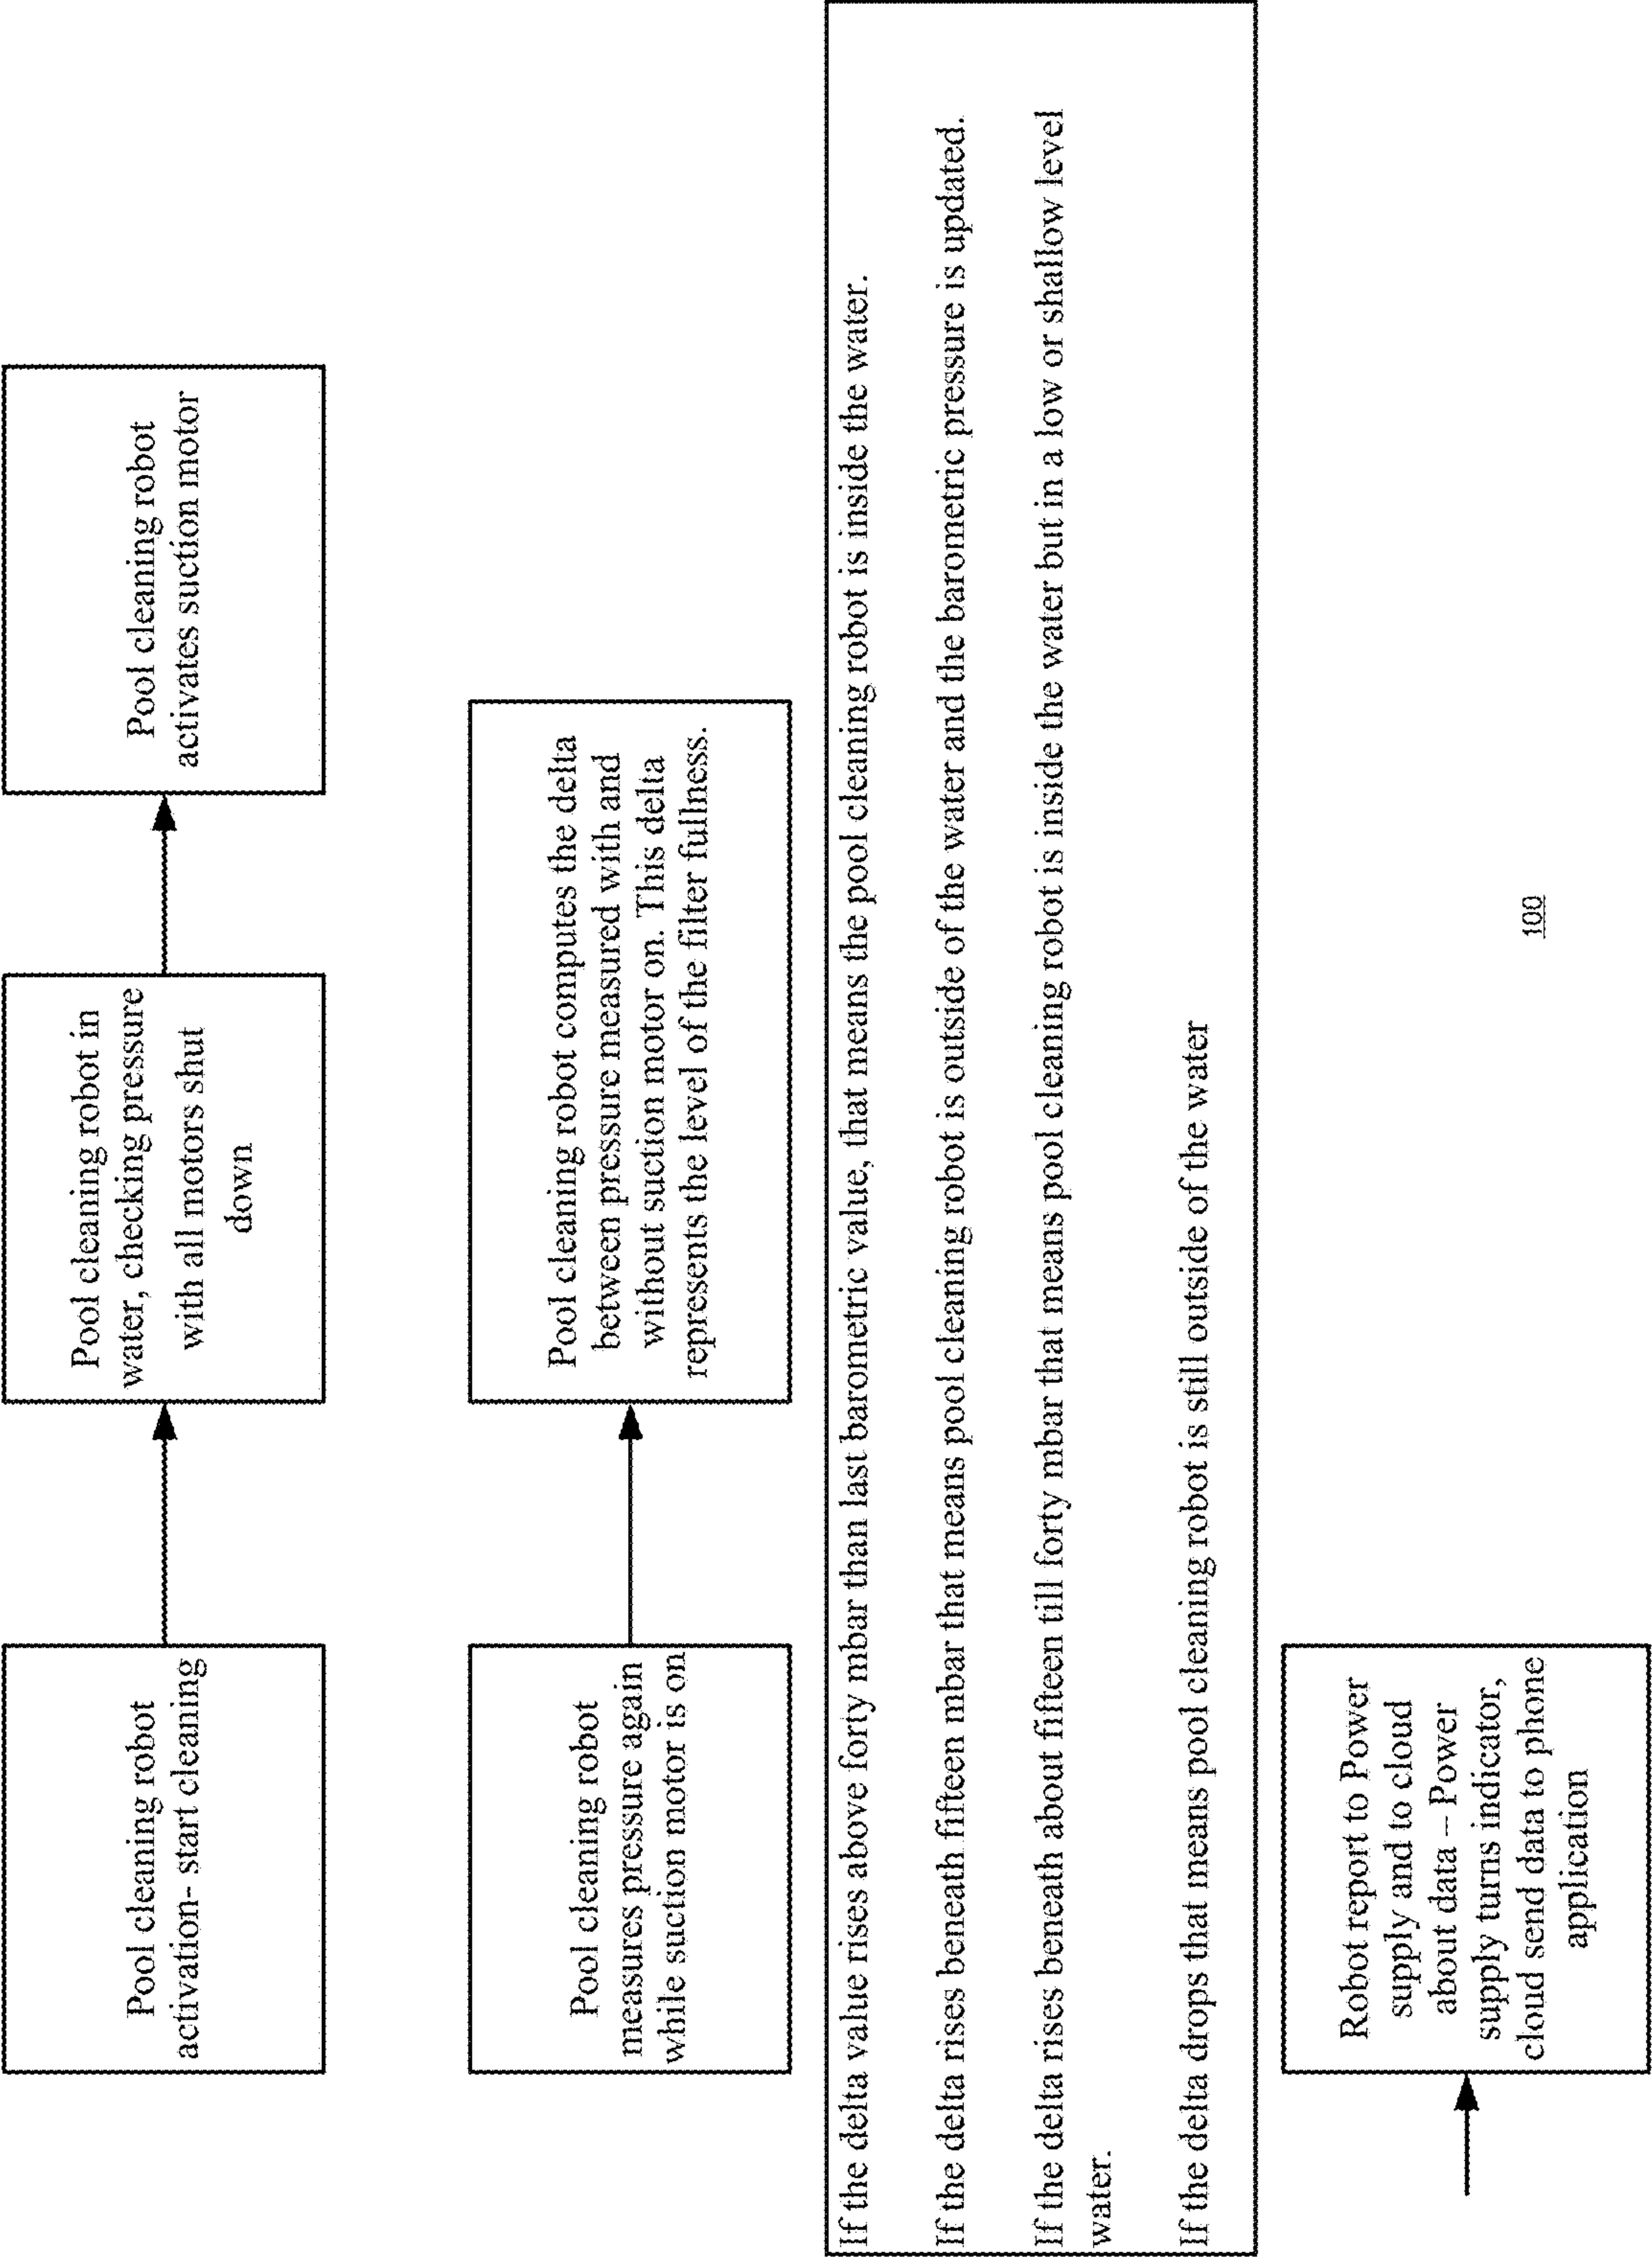 Pool cleaning robot
activation- start cleaning
Pool cleaning robot in
water, checking pressure
with all motors shut
down
Pool cleaning robot
activates suction motor
Pool cleaning robot
measures pressure again
while suction motor is on
Pool cleaning robot computes the delta
between pressure measured with and
without suction motor on. This delta
represents the level of the filter fullness.
If the delta value rises above forty mbar than last barometric value, that means the pool cleaning robot is inside the water.
If the delta rises beneath fifteen mbar that means pool cleaning robot is outside of the water and the barometric pressure is updated.
If the delta rises beneath about fifteen till forty mbar that means pool cleaning robot is inside the water but in a low or shallow level
water.
If the delta drops that means pool cleaning robot is still outside of the water
Robot report to Power
supply and to cloud
about data – Power
supply turns indicator,
cloud send data to phone
application
100